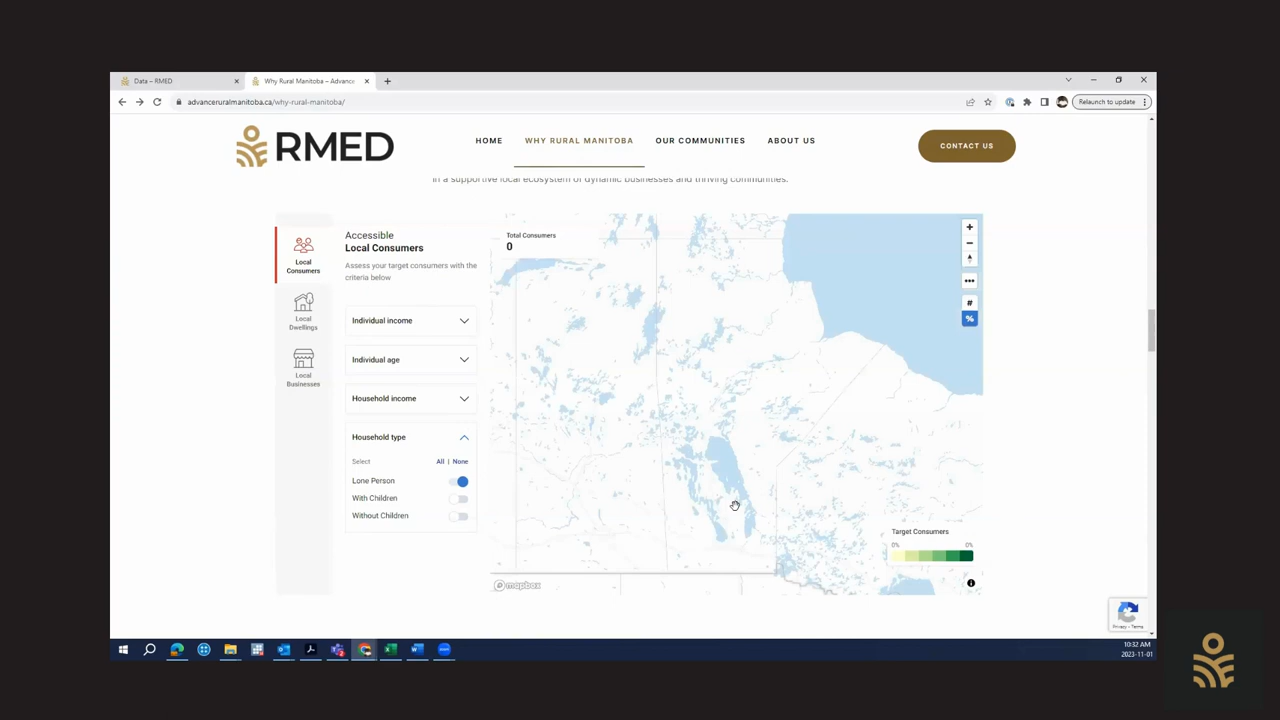 Data – RMED
Why Rural Manitoba – Advance
advanceruralmanitoba.ca/why-rural-manitoba/
Relaunch to update
RMED
HOME
WHY RURAL MANITOBA
OUR COMMUNITIES
ABOUT US
CONTACT US
in a supportive local ecosystem of dynamic businesses and thriving communities.
Local
Consumers
Local
Dwellings
Local
Businesses
Accessible
Local Consumers
Assess your target consumers with the
criteria below
Individual income
Individual age
Household income
Household type
Select All | None
Lone Person
With Children
Without Children
Total Consumers
0
#
%
Target Consumers
0% 0%
mapbox
Privacy - Terms
10:32 AM
2023-11-01